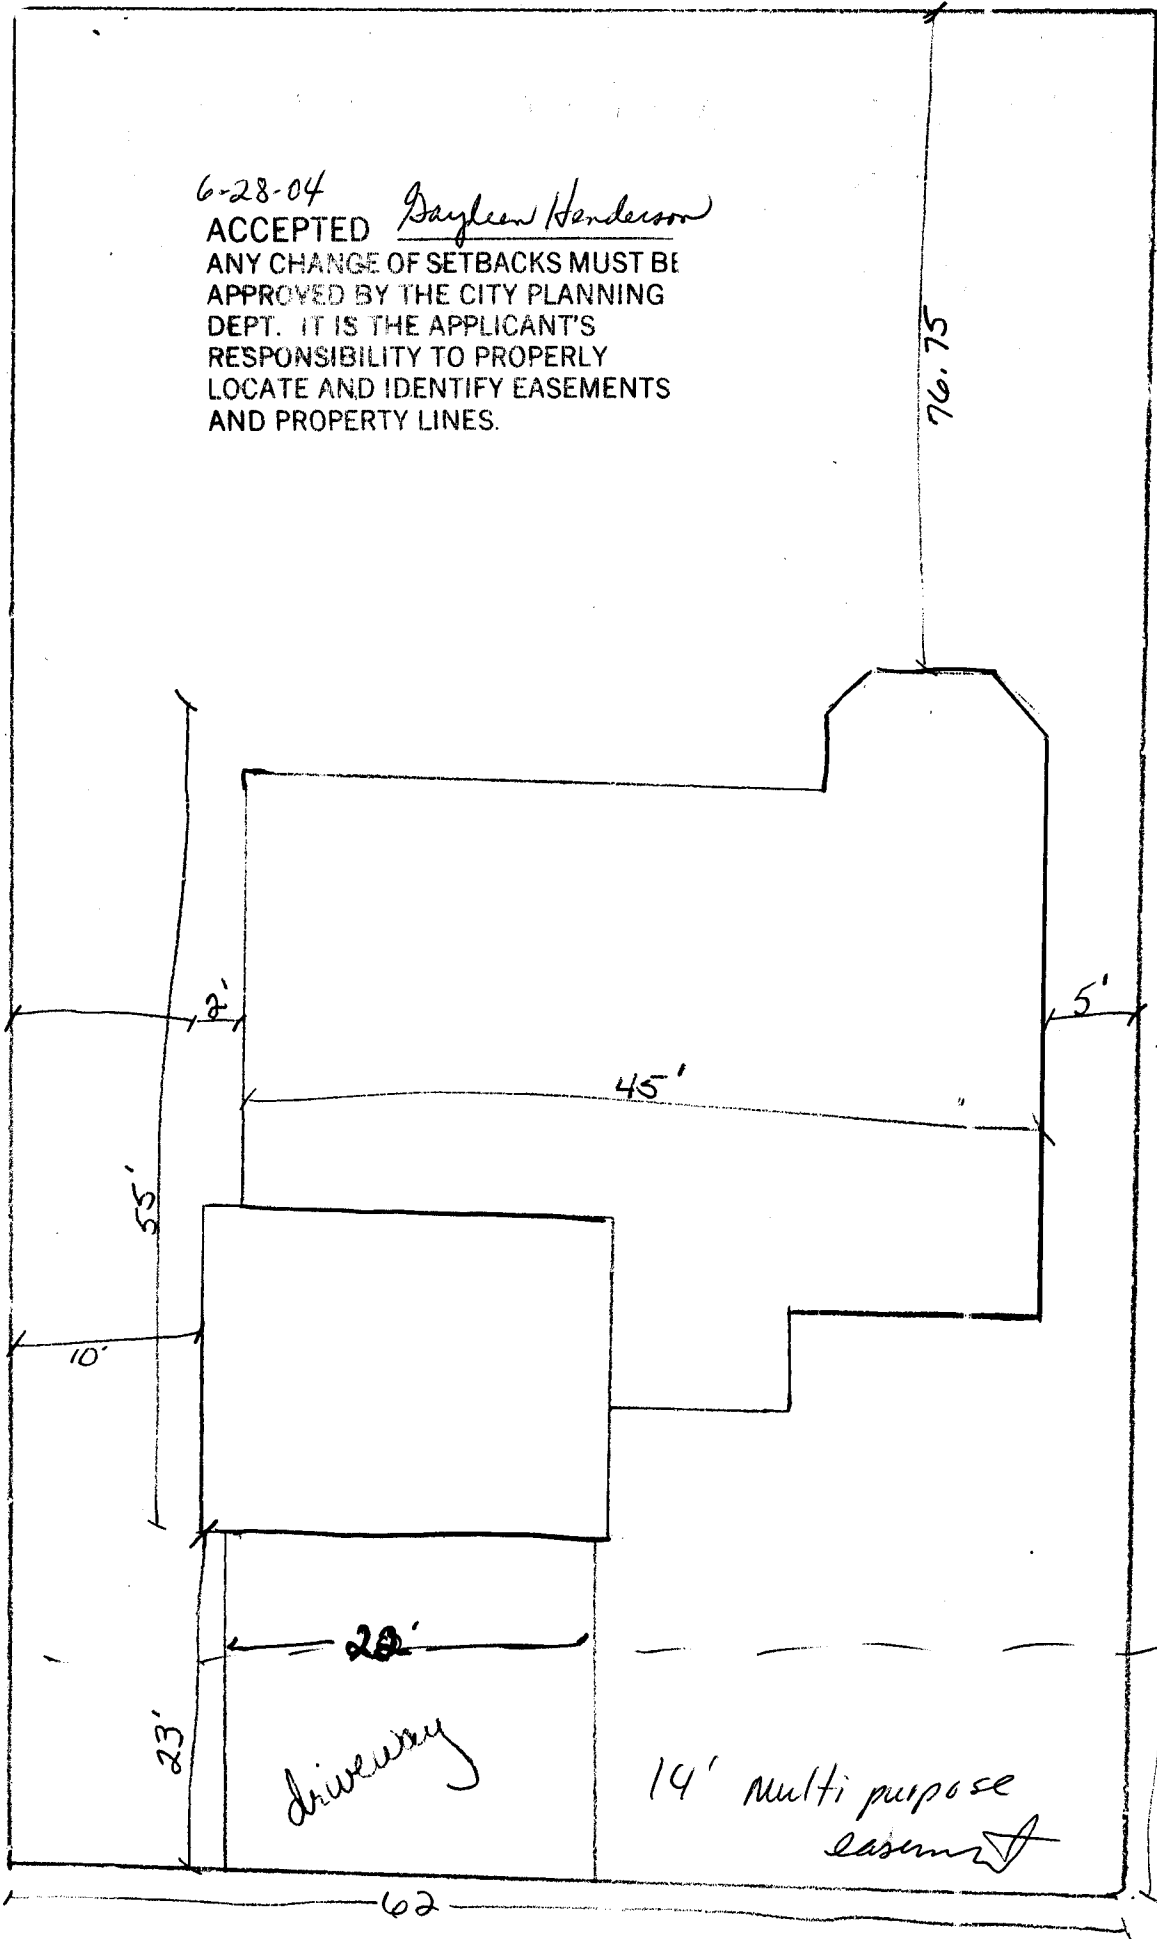 6-28-04
ACCEPTED Gayleen Henderson
ANY CHANGE OF SETBACKS MUST BE
APPROVED BY THE CITY PLANNING
DEPT. IT IS THE APPLICANT'S
RESPONSIBILITY TO PROPERLY
LOCATE AND IDENTIFY EASEMENTS
AND PROPERTY LINES.
76.75
2'
5'
45'
55'
10'
22'
23'
driveway
14' Multi purpose
easement
62